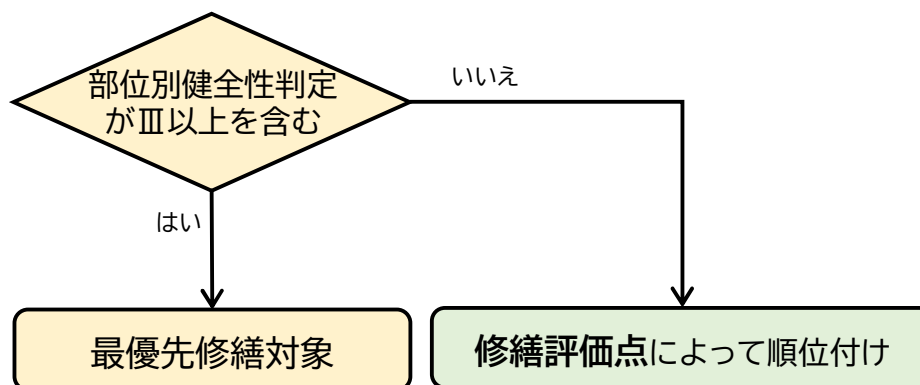 部位別健全性判定
がⅢ以上を含む
いいえ
はい
最優先修繕対象
修繕評価点によって順位付け